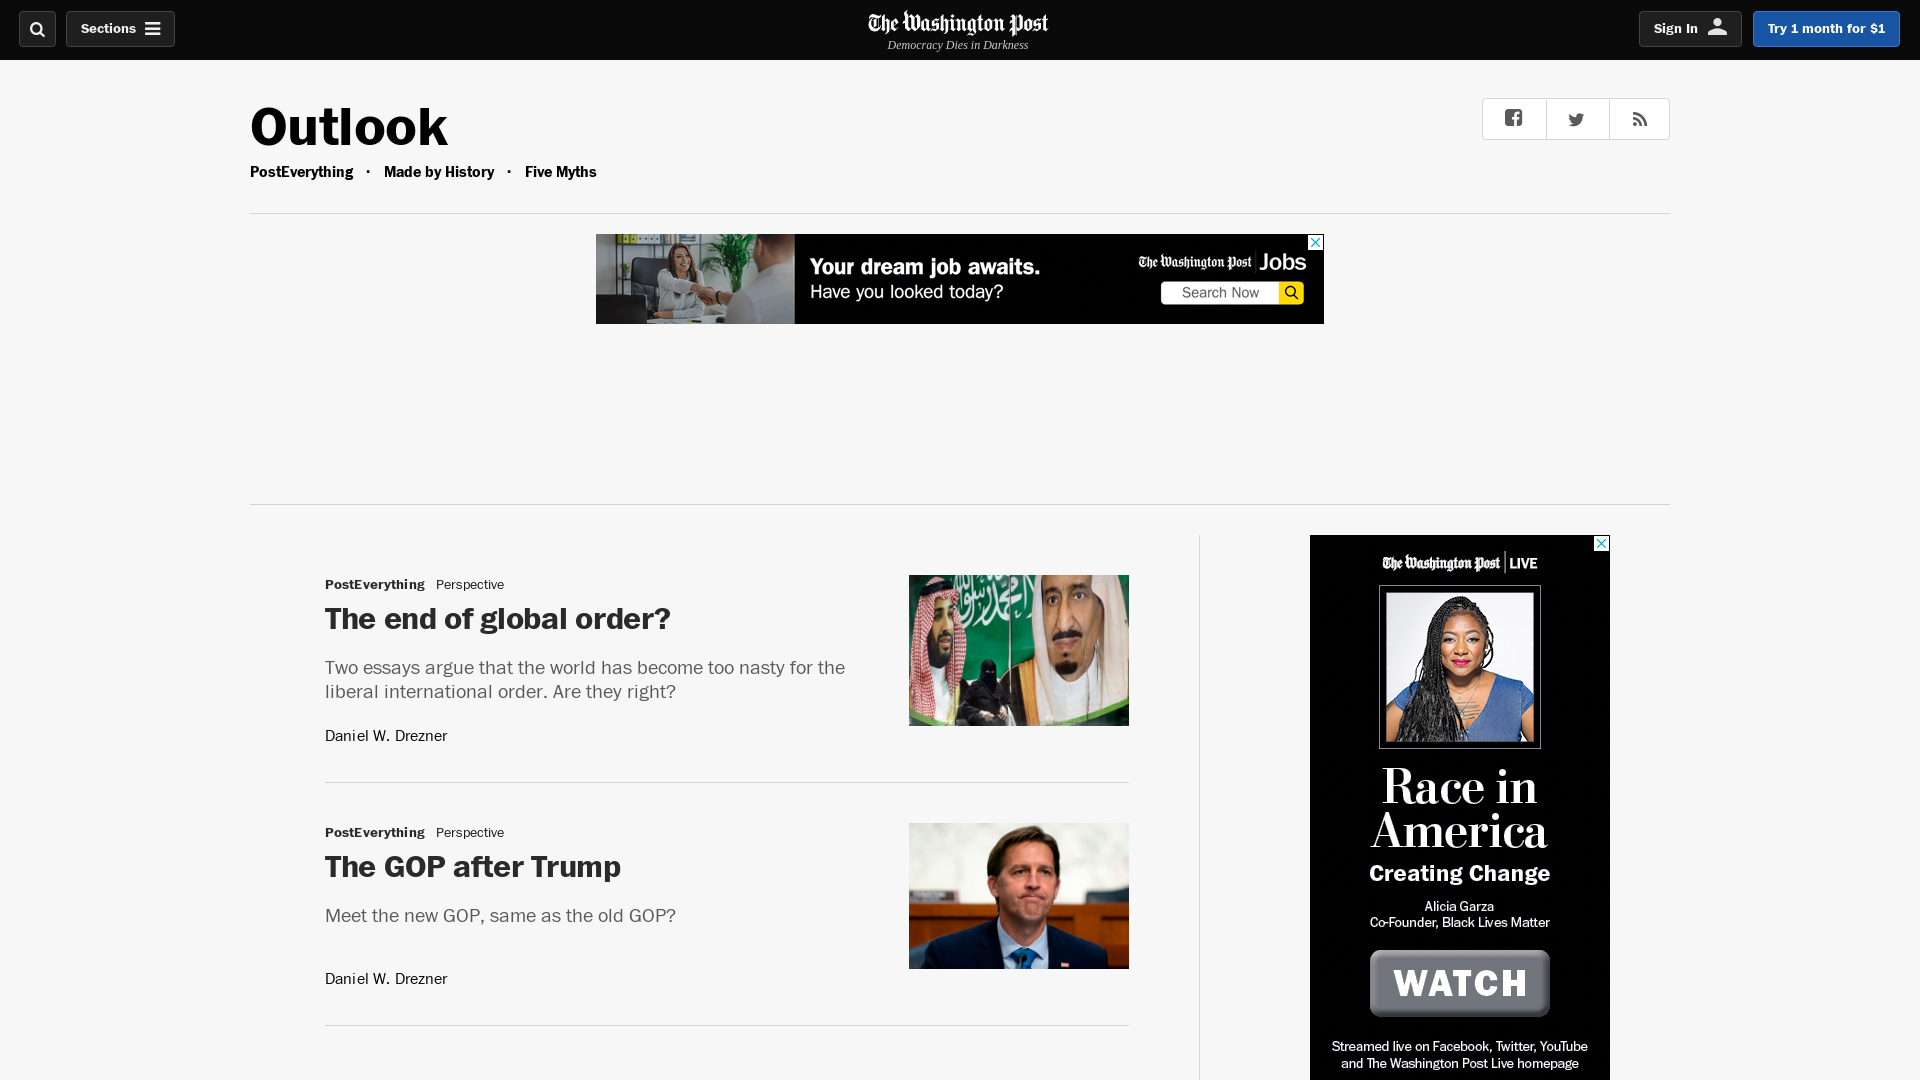 Sections
The Washington Post
Democracy Dies in Darkness
Sign In
Try 1 month for $1
Outlook
PostEverything · Made by History · Five Myths
Your dream job awaits.
Have you looked today?
The Washington Post Jobs
Search Now
PostEverything Perspective
The end of global order?
Two essays argue that the world has become too nasty for the
liberal international order. Are they right?
Daniel W. Drezner
PostEverything Perspective
The GOP after Trump
Meet the new GOP, same as the old GOP?
Daniel W. Drezner
The Washington Post LIVE
Race in
America
Creating Change
Alicia Garza
Co-Founder, Black Lives Matter
WATCH
Streamed live on Facebook, Twitter, YouTube
and The Washington Post Live homepage